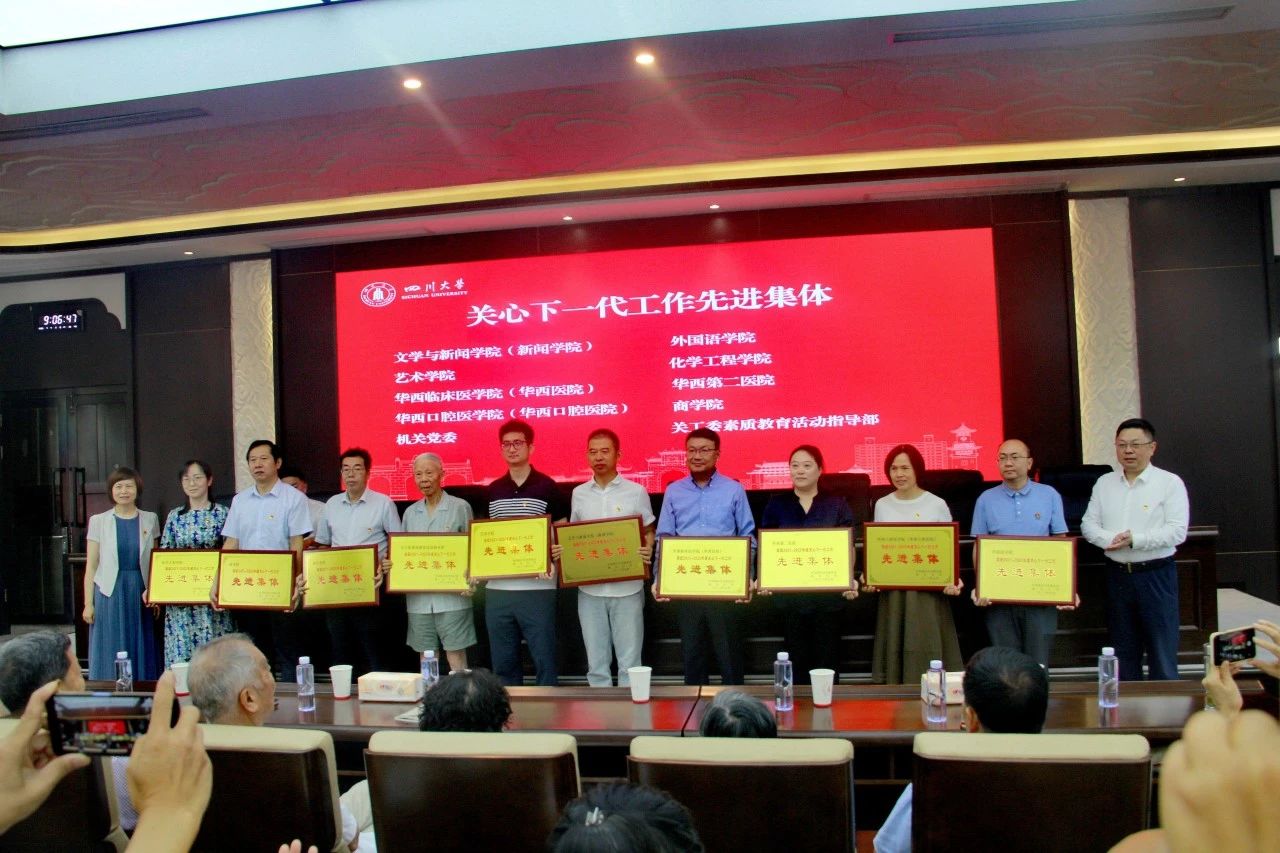 9:06:47
四川大学
SICHUAN UNIVERSITY
关心下一代工作先进集体
文学与新闻学院（新闻学院）
艺术学院
华西临床医学院（华西医院）
华西口腔医学院（华西口腔医院）
机关党委
外国语学院
化学工程学院
华西第二医院
商学院
关工委素质教育活动指导部
先进集体
先进集体
先进集体
先进集体
先进集体
先进集体
先进集体
先进集体
先进集体
先进集体